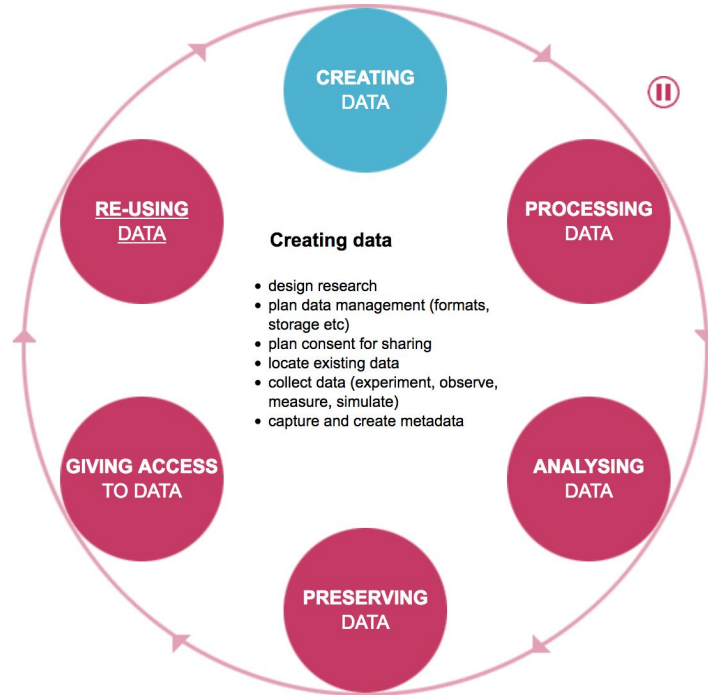 CREATING
DATA
RE-USING
DATA
PROCESSING
DATA
Creating data
• design research
• plan data management (formats,
storage etc)
• plan consent for sharing
• locate existing data
• collect data (experiment, observe,
measure, simulate)
• capture and create metadata
GIVING ACCESS
TO DATA
ANALYSING
DATA
PRESERVING
DATA